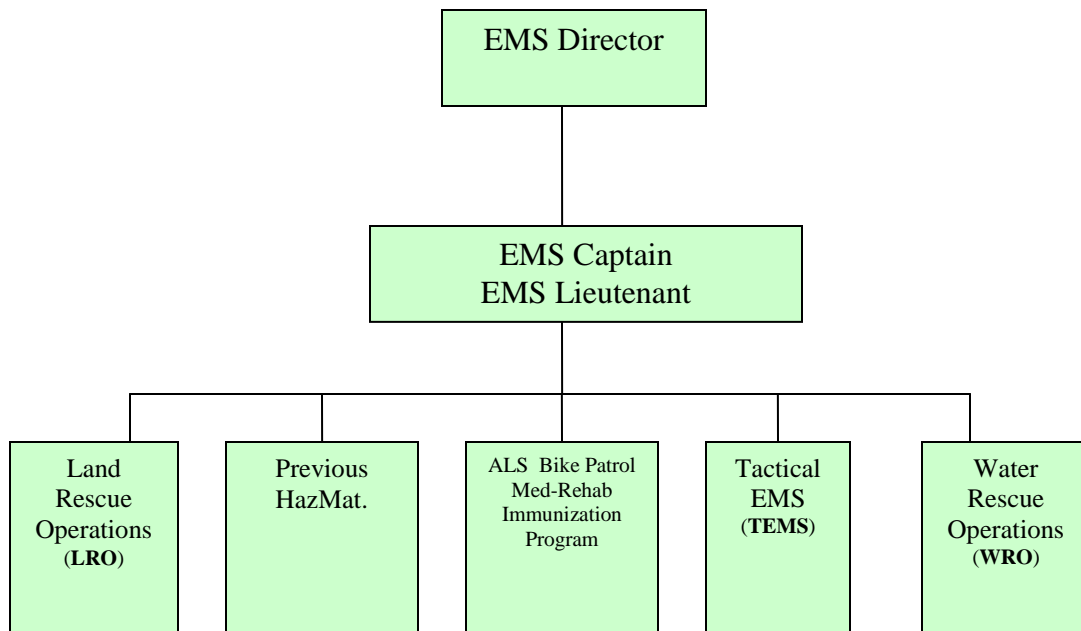 EMS Director
EMS Captain
EMS Lieutenant
Land
Rescue
Operations
(LRO)
Previous
HazMat.
ALS Bike Patrol
Med-Rehab
Immunization
Program
Tactical
EMS
(TEMS)
Water
Rescue
Operations
(WRO)